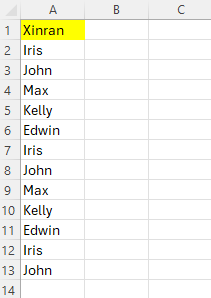 A B C
1 Xinran
2 Iris
3 John
4 Max
5 Kelly
6 Edwin
7 Iris
8 John
9 Max
10 Kelly
11 Edwin
12 Iris
13 John
14